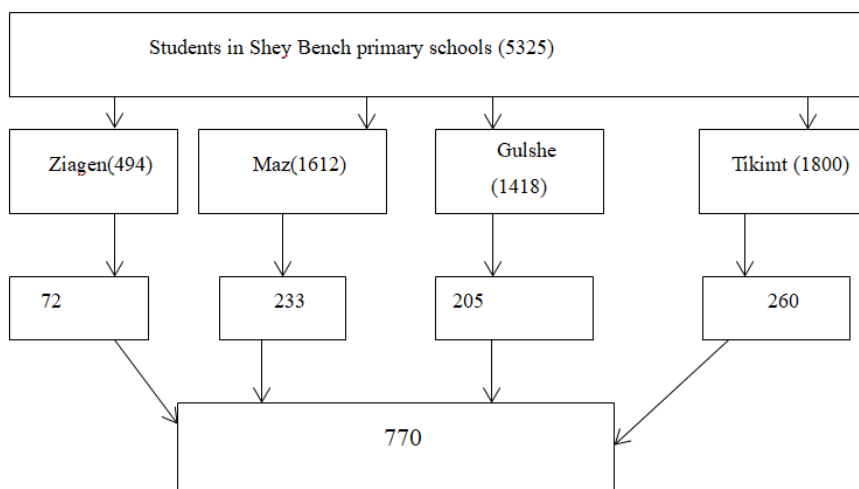 Students in Shey Bench primary schools (5325)
Ziagen(494)
Maz(1612)
Gulshe
(1418)
Tikimt (1800)
72
233
205
260
770